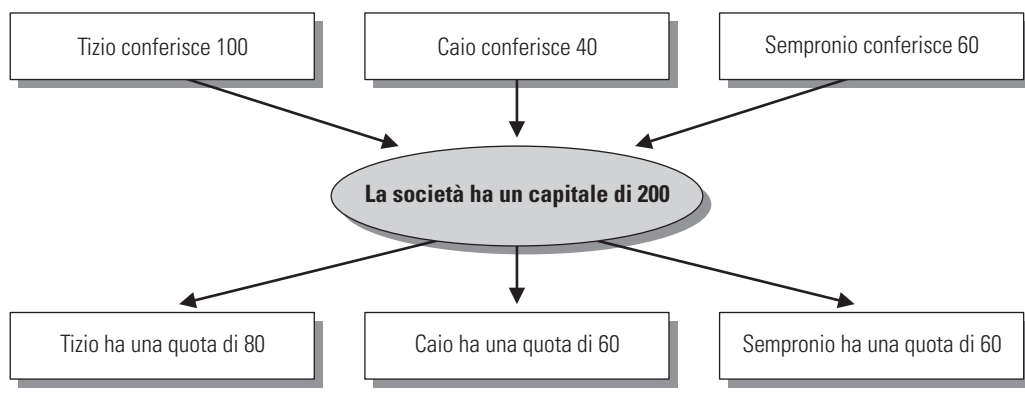 Tizio conferisce 100
Caio conferisce 40
Sempronio conferisce 60
La società ha un capitale di 200
Tizio ha una quota di 80
Caio ha una quota di 60
Sempronio ha una quota di 60